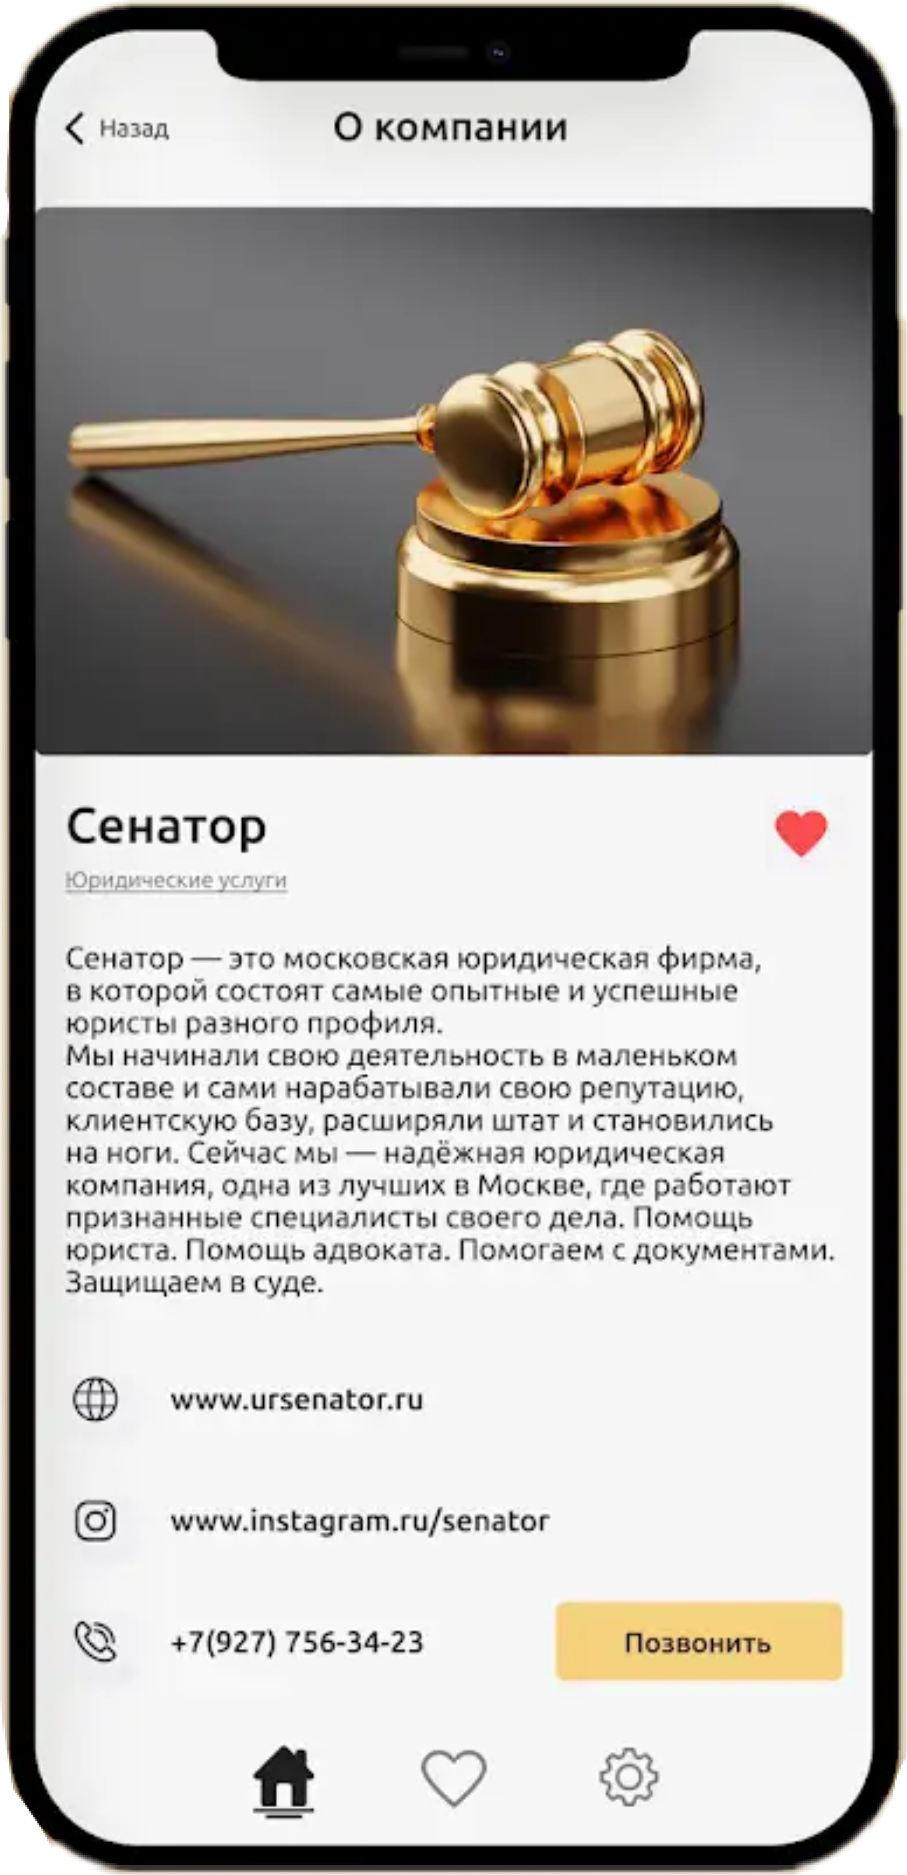 Назад
О компании
Сенатор
Юридические услуги
Сенатор — это московская юридическая фирма,
в которой состоят самые опытные и успешные
юристы разного профиля.
Мы начинали свою деятельность в маленьком
составе и сами нарабатывали свою репутацию,
клиентскую базу, расширяли штат и становились
на ноги. Сейчас мы — надёжная юридическая
компания, одна из лучших в Москве, где работают
признанные специалисты своего дела. Помощь
юриста. Помощь адвоката. Помогаем с документами.
Защищаем в суде.
www.ursenator.ru
www.instagram.ru/senator
+7(927) 756-34-23
Позвонить